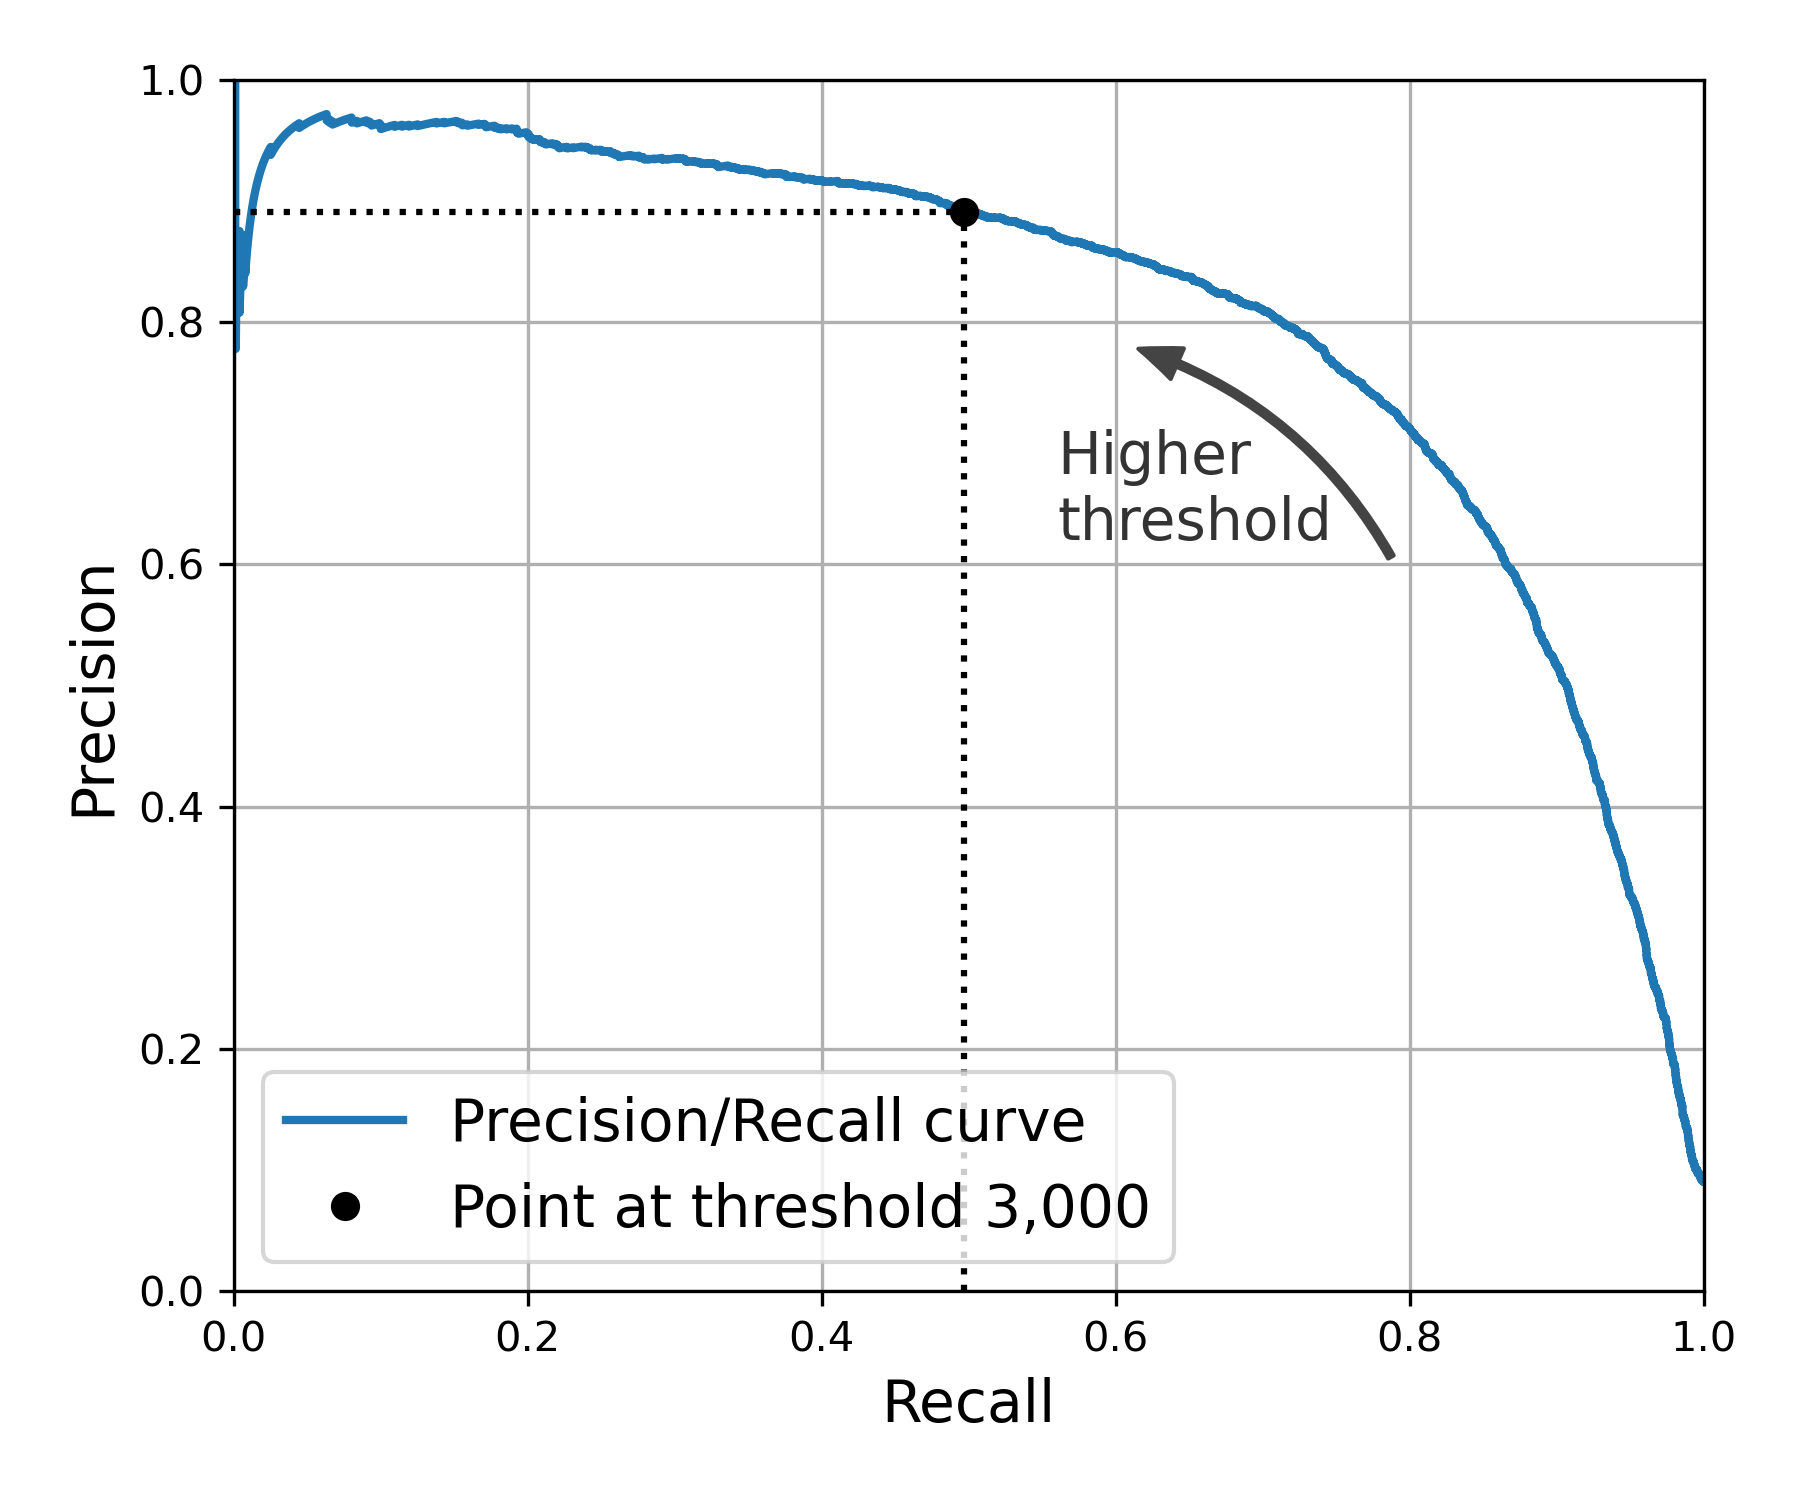 1.0
0.8
0.6
0.4
0.2
0.0
Precision
Higher
threshold
Precision/Recall curve
Point at threshold 3,000
0.0 0.2 0.4 0.6 0.8 1.0
Recall